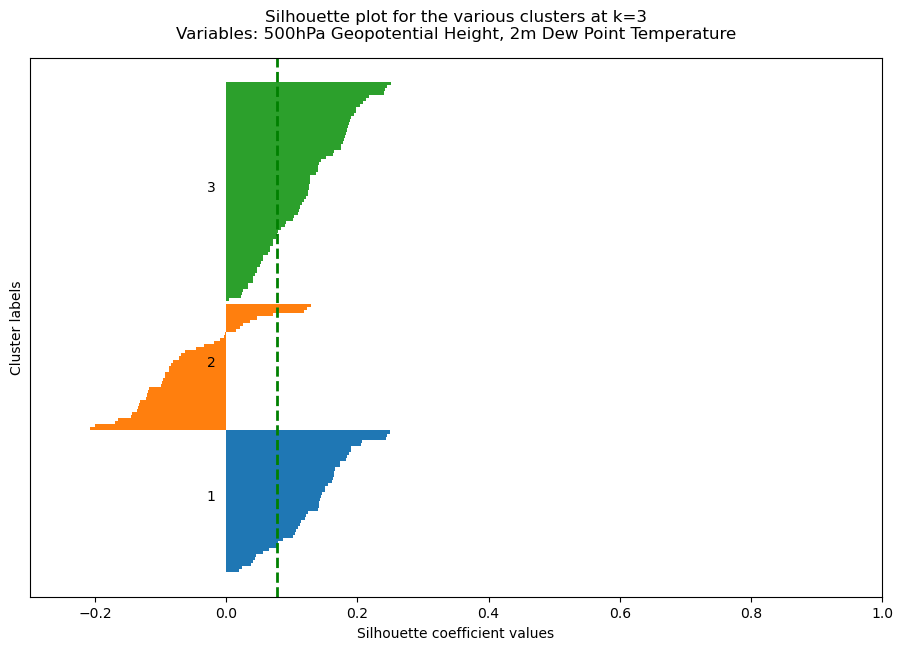 Silhouette plot for the various clusters at k=3
Variables: 500hPa Geopotential Height, 2m Dew Point Temperature
3
2
1
Cluster labels
−0.2 0.0 0.2 0.4 0.6 0.8 1.0
Silhouette coefficient values